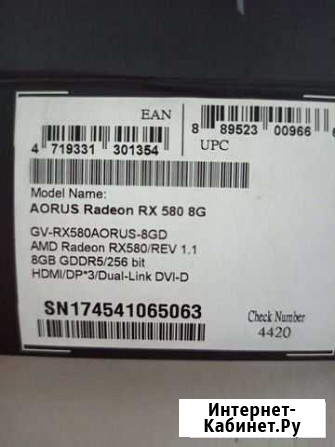 EAN
4 719331 301354
8 89523 00966 6
UPC
Model Name:
AORUS Radeon RX 580 8G
GV-RX580AORUS-8GD
AMD Radeon RX580/REV 1.1
8GB GDDR5/256 bit
HDMI/DP*3/Dual-Link DVI-D
SN174541065063
Check Number
4420
Интернет-
Кабинет.Ру